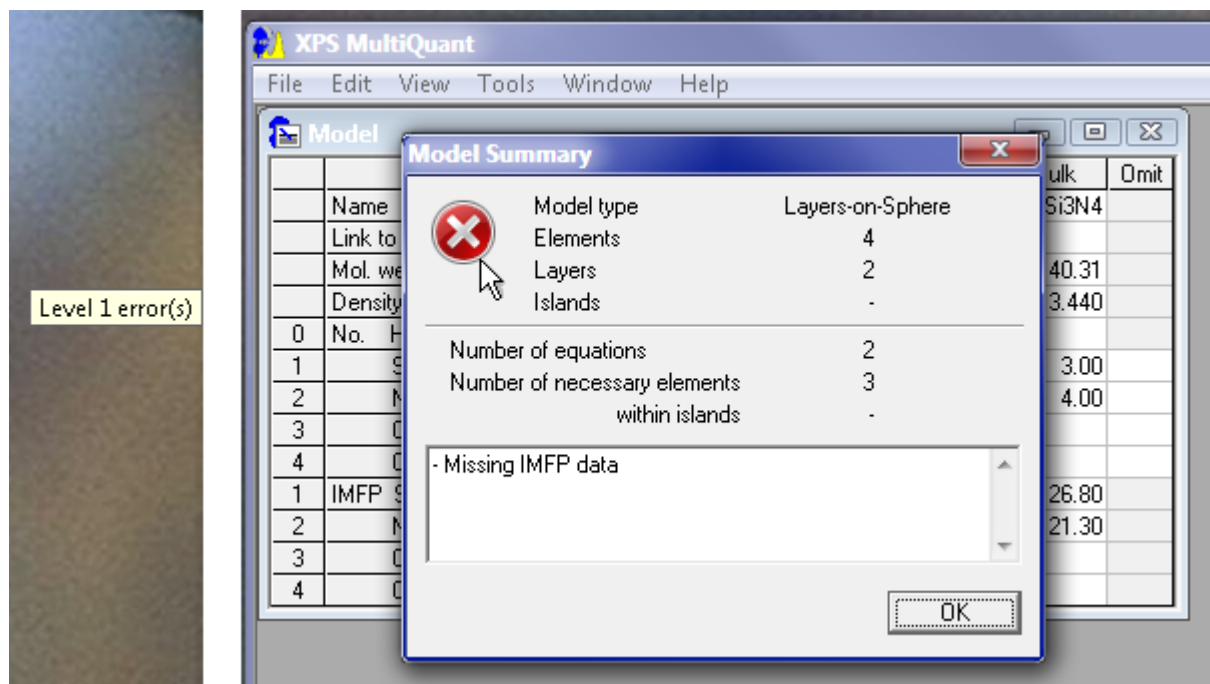 XPS MultiQuant
File Edit View Tools Window Help
Model
Model Summary
ulk Omit
Name
Si3N4
Link to
Mol. we
40.31
Density
3.440
0 No. H
1 S 3.00
2 N 4.00
3
4
1 IMFP S 26.80
2 N 21.30
3
4
Model type Layers-on-Sphere
Elements 4
Layers 2
Islands -
Number of equations 2
Number of necessary elements 3
within islands -
- Missing IMFP data
OK
Level 1 error(s)